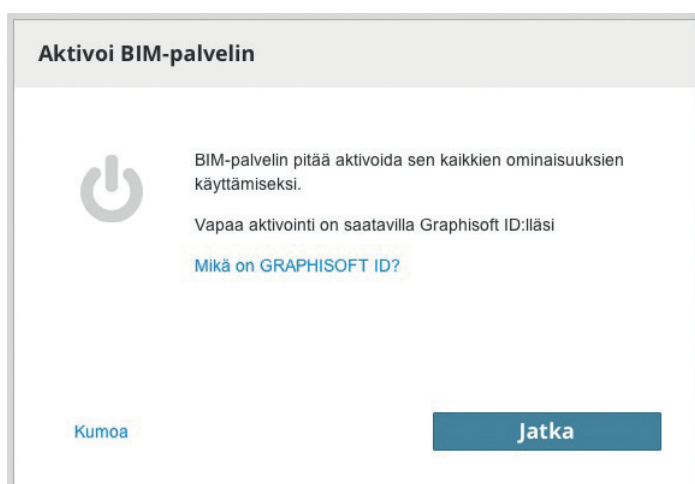 Aktivoi BIM-palvelin
BIM-palvelin pitää aktivoida sen kaikkien ominaisuuksien
käyttämiseksi.
Vapaa aktivointi on saatavilla Graphisoft ID:lläsi
Mikä on GRAPHISOFT ID?
Kumoa
Jatka